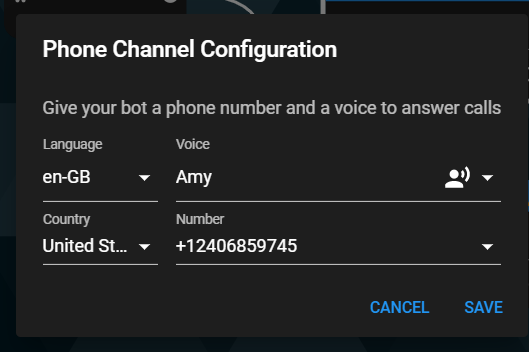 Phone Channel Configuration
Give your bot a phone number and a voice to answer calls
Language Voice
en-GB Amy
Country Number
United St... +12406859745
CANCEL SAVE